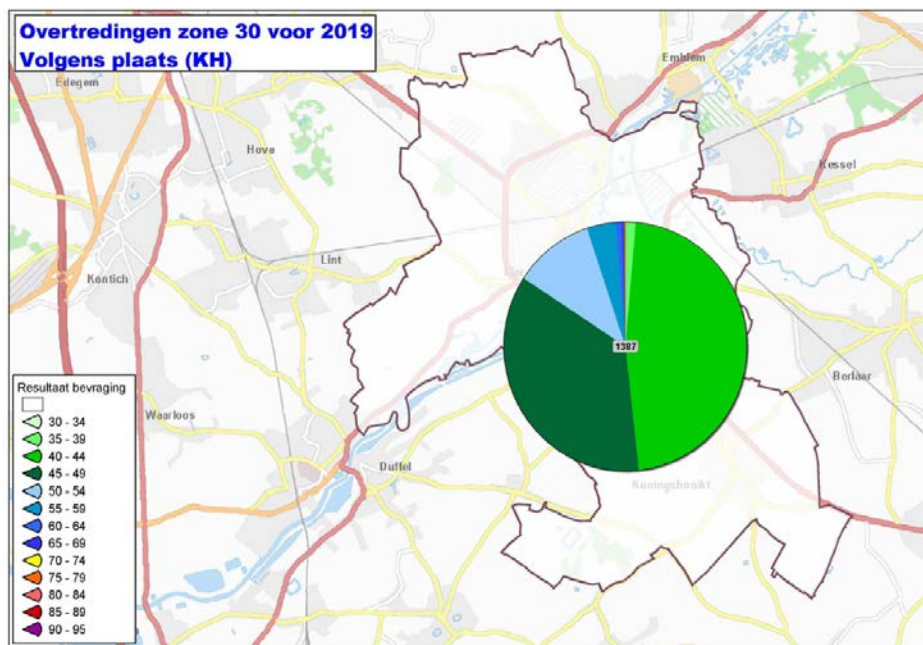 Overtredingen zone 30 voor 2019
Volgens plaats (KH)
Edegem
Emblem
Hove
Kessel
Lint
Kontich
1387
Berlaar
Resultaat bevraging
30 - 34
35 - 39
40 - 44
45 - 49
50 - 54
55 - 59
60 - 64
65 - 69
70 - 74
75 - 79
80 - 84
85 - 89
90 - 95
Waarloos
Duffel
Koningshooikt